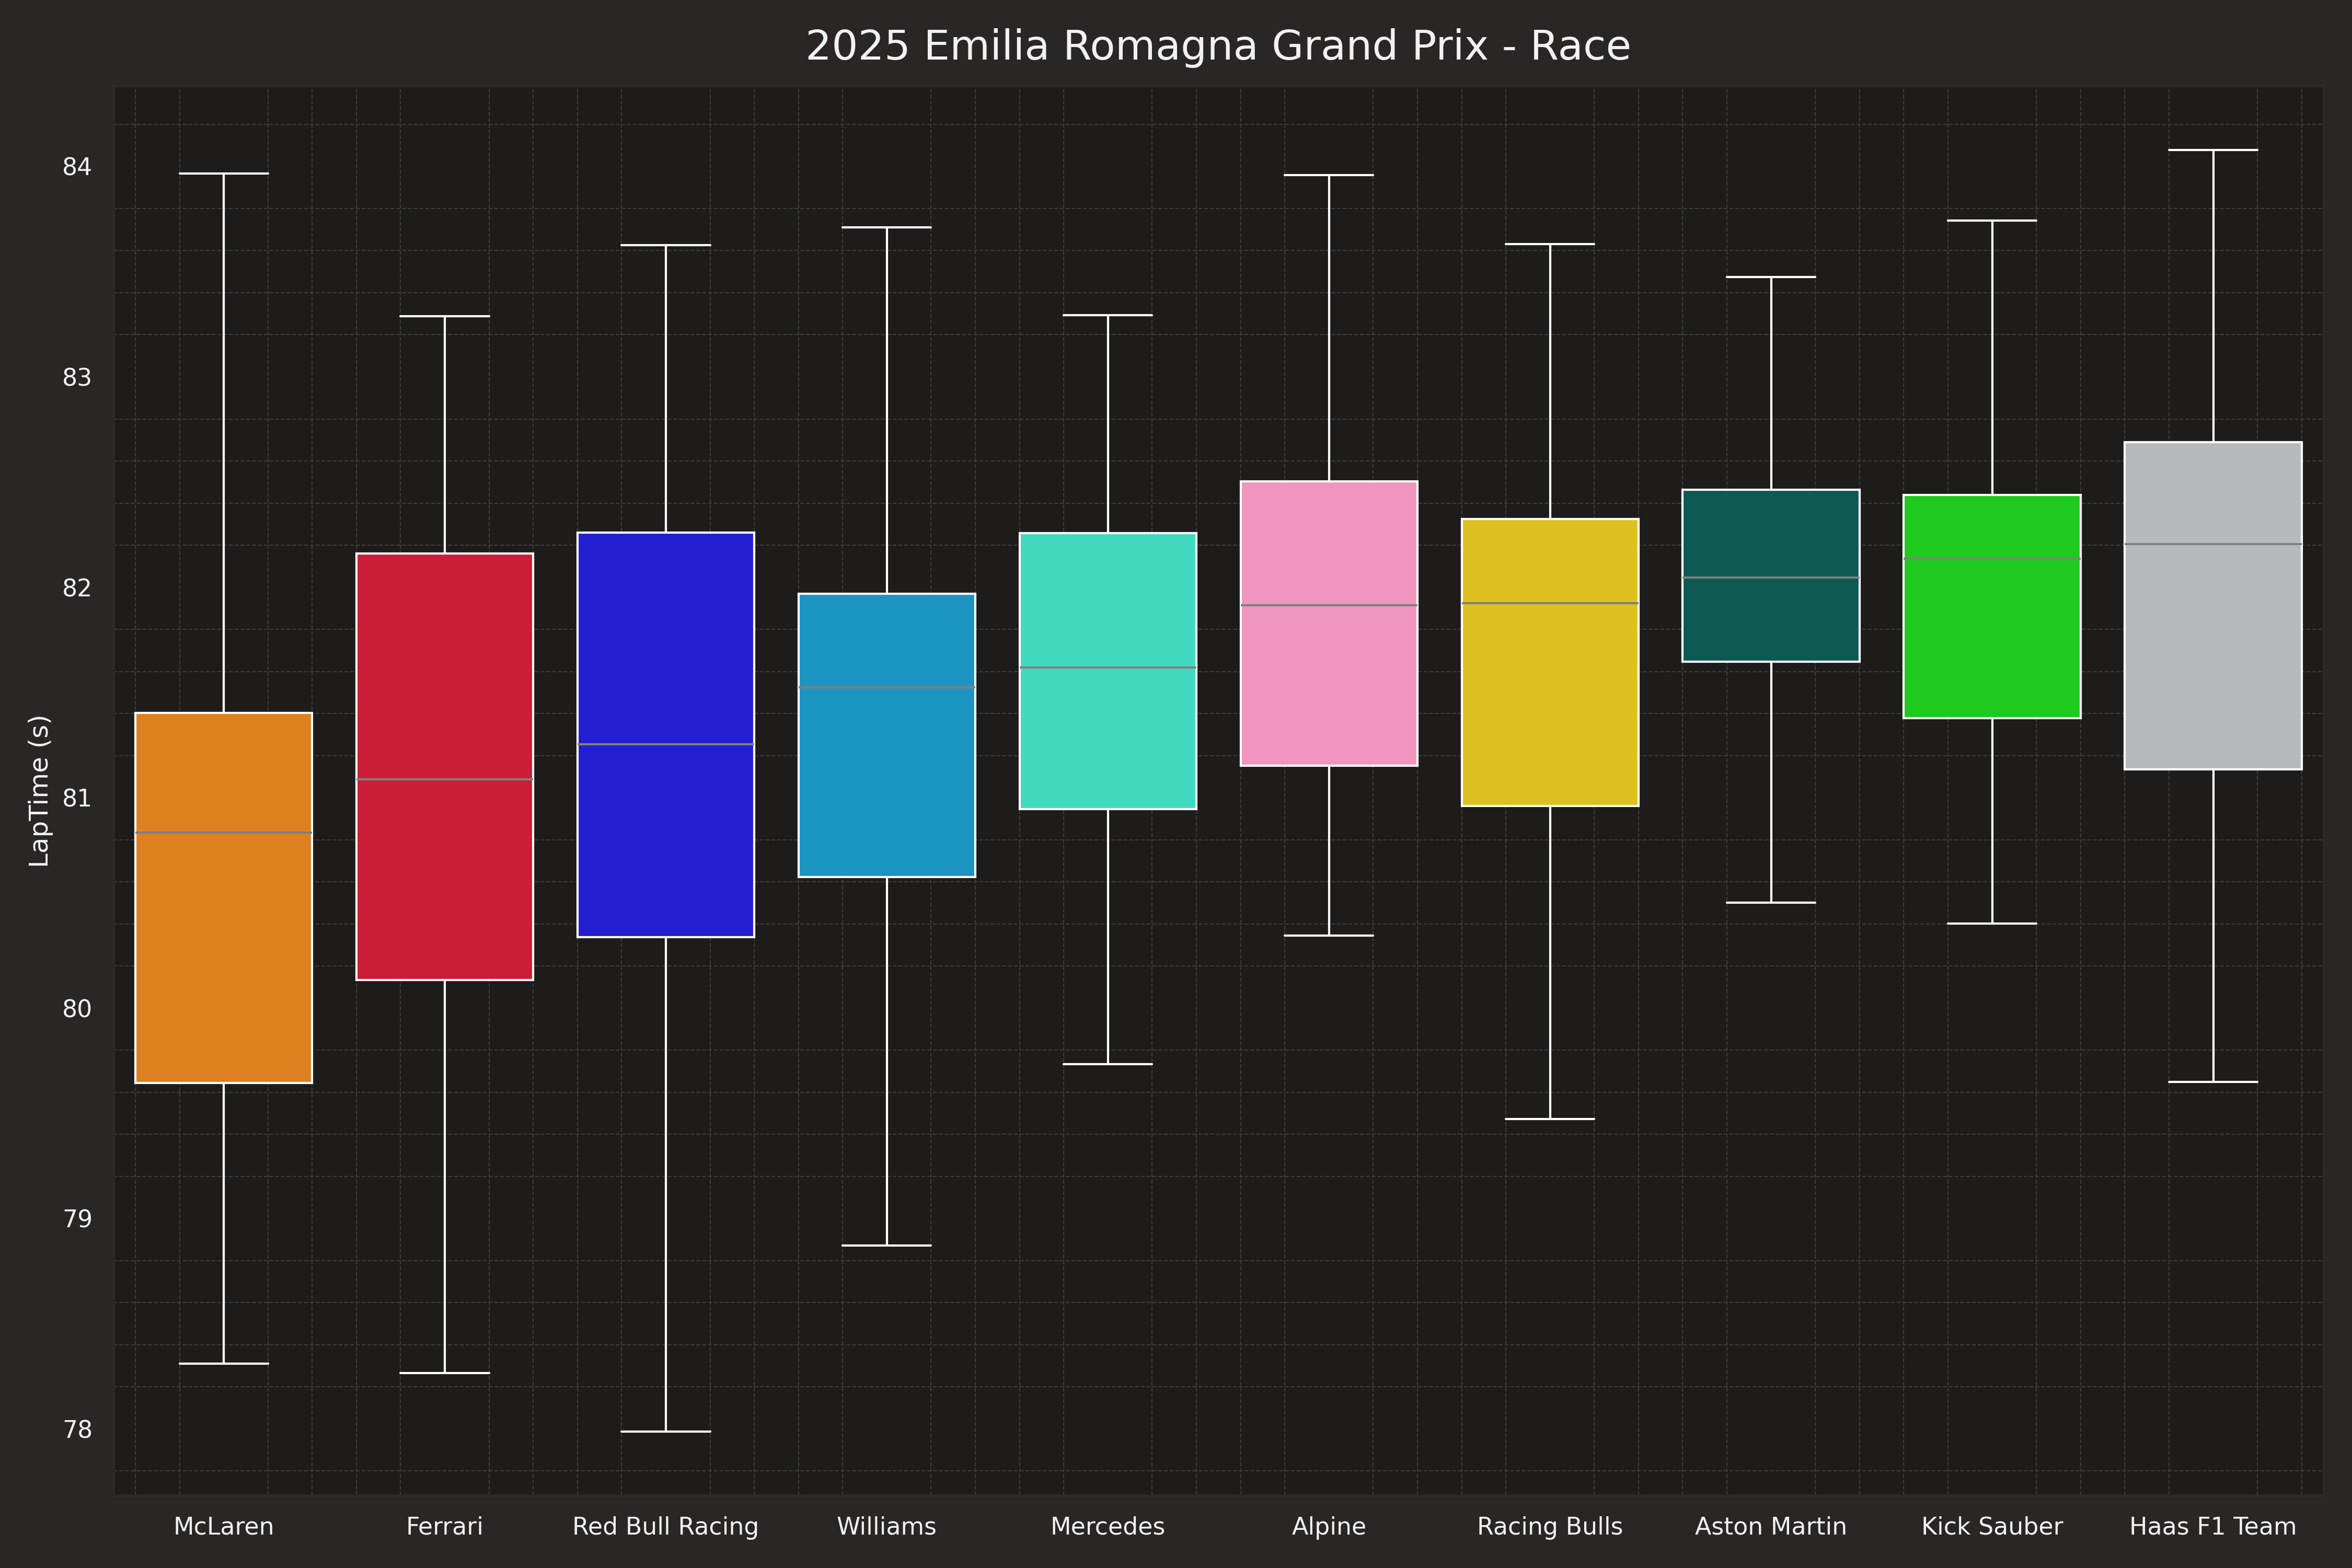 2025 Emilia Romagna Grand Prix - Race
LapTime (s)
84
83
82
81
80
79
78
McLaren
Ferrari
Red Bull Racing
Williams
Mercedes
Alpine
Racing Bulls
Aston Martin
Kick Sauber
Haas F1 Team